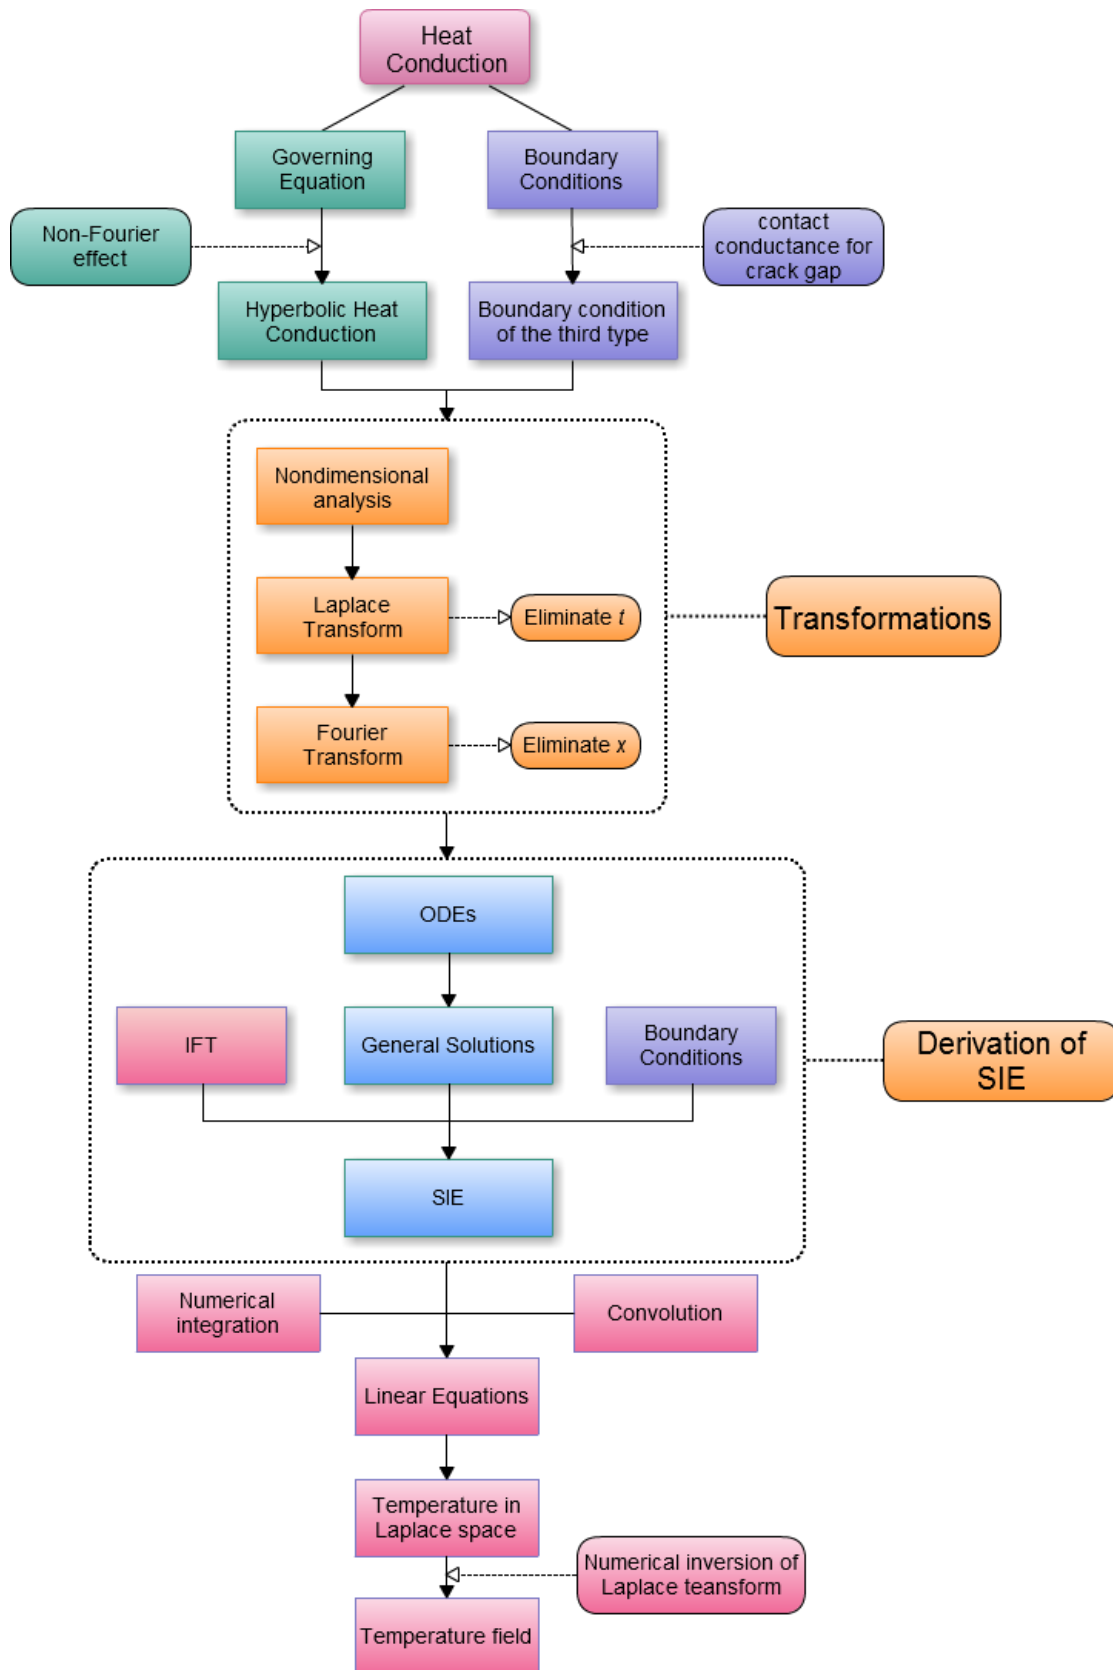 Heat
Conduction
Governing
Equation
Boundary
Conditions
Non-Fourier
effect
contact
conductance for
crack gap
Hyperbolic Heat
Conduction
Boundary condition
of the third type
Nondimensional
analysis
Laplace
Transform
Eliminate t
Transformations
Fourier
Transform
Eliminate x
ODEs
IFT
General Solutions
Boundary
Conditions
Derivation of
SIE
SIE
Numerical
integration
Convolution
Linear Equations
Temperature in
Laplace space
Numerical inversion of
Laplace teansform
Temperature field